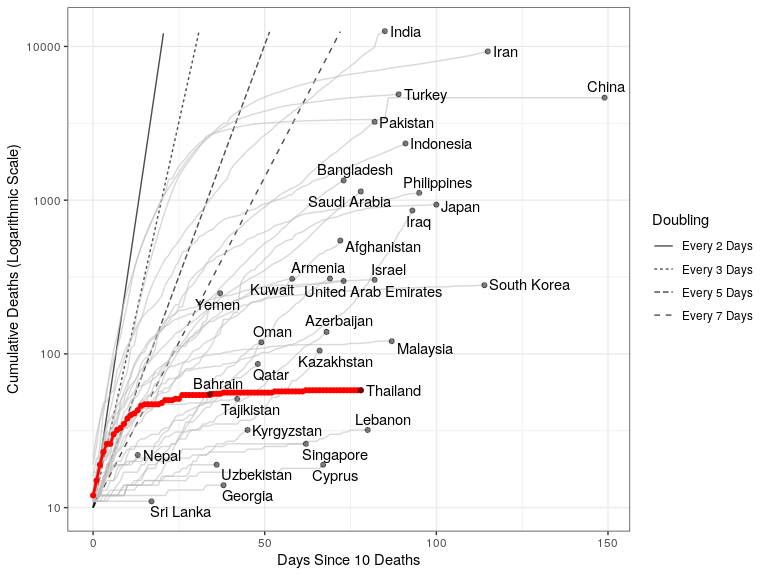 India
Iran
China
Turkey
Pakistan
Indonesia
Bangladesh
Philippines
Saudi Arabia
Japan
Iraq
Afghanistan
Armenia
Israel
Kuwait
United Arab Emirates
South Korea
Yemen
Azerbaijan
Oman
Malaysia
Kazakhstan
Qatar
Bahrain
Thailand
Tajikistan
Lebanon
Kyrgyzstan
Nepal
Singapore
Uzbekistan
Cyprus
Georgia
Sri Lanka
10000
1000
100
10
0
50
100
150
Days Since 10 Deaths
Cumulative Deaths (Logarithmic Scale)
Doubling
Every 2 Days
Every 3 Days
Every 5 Days
Every 7 Days